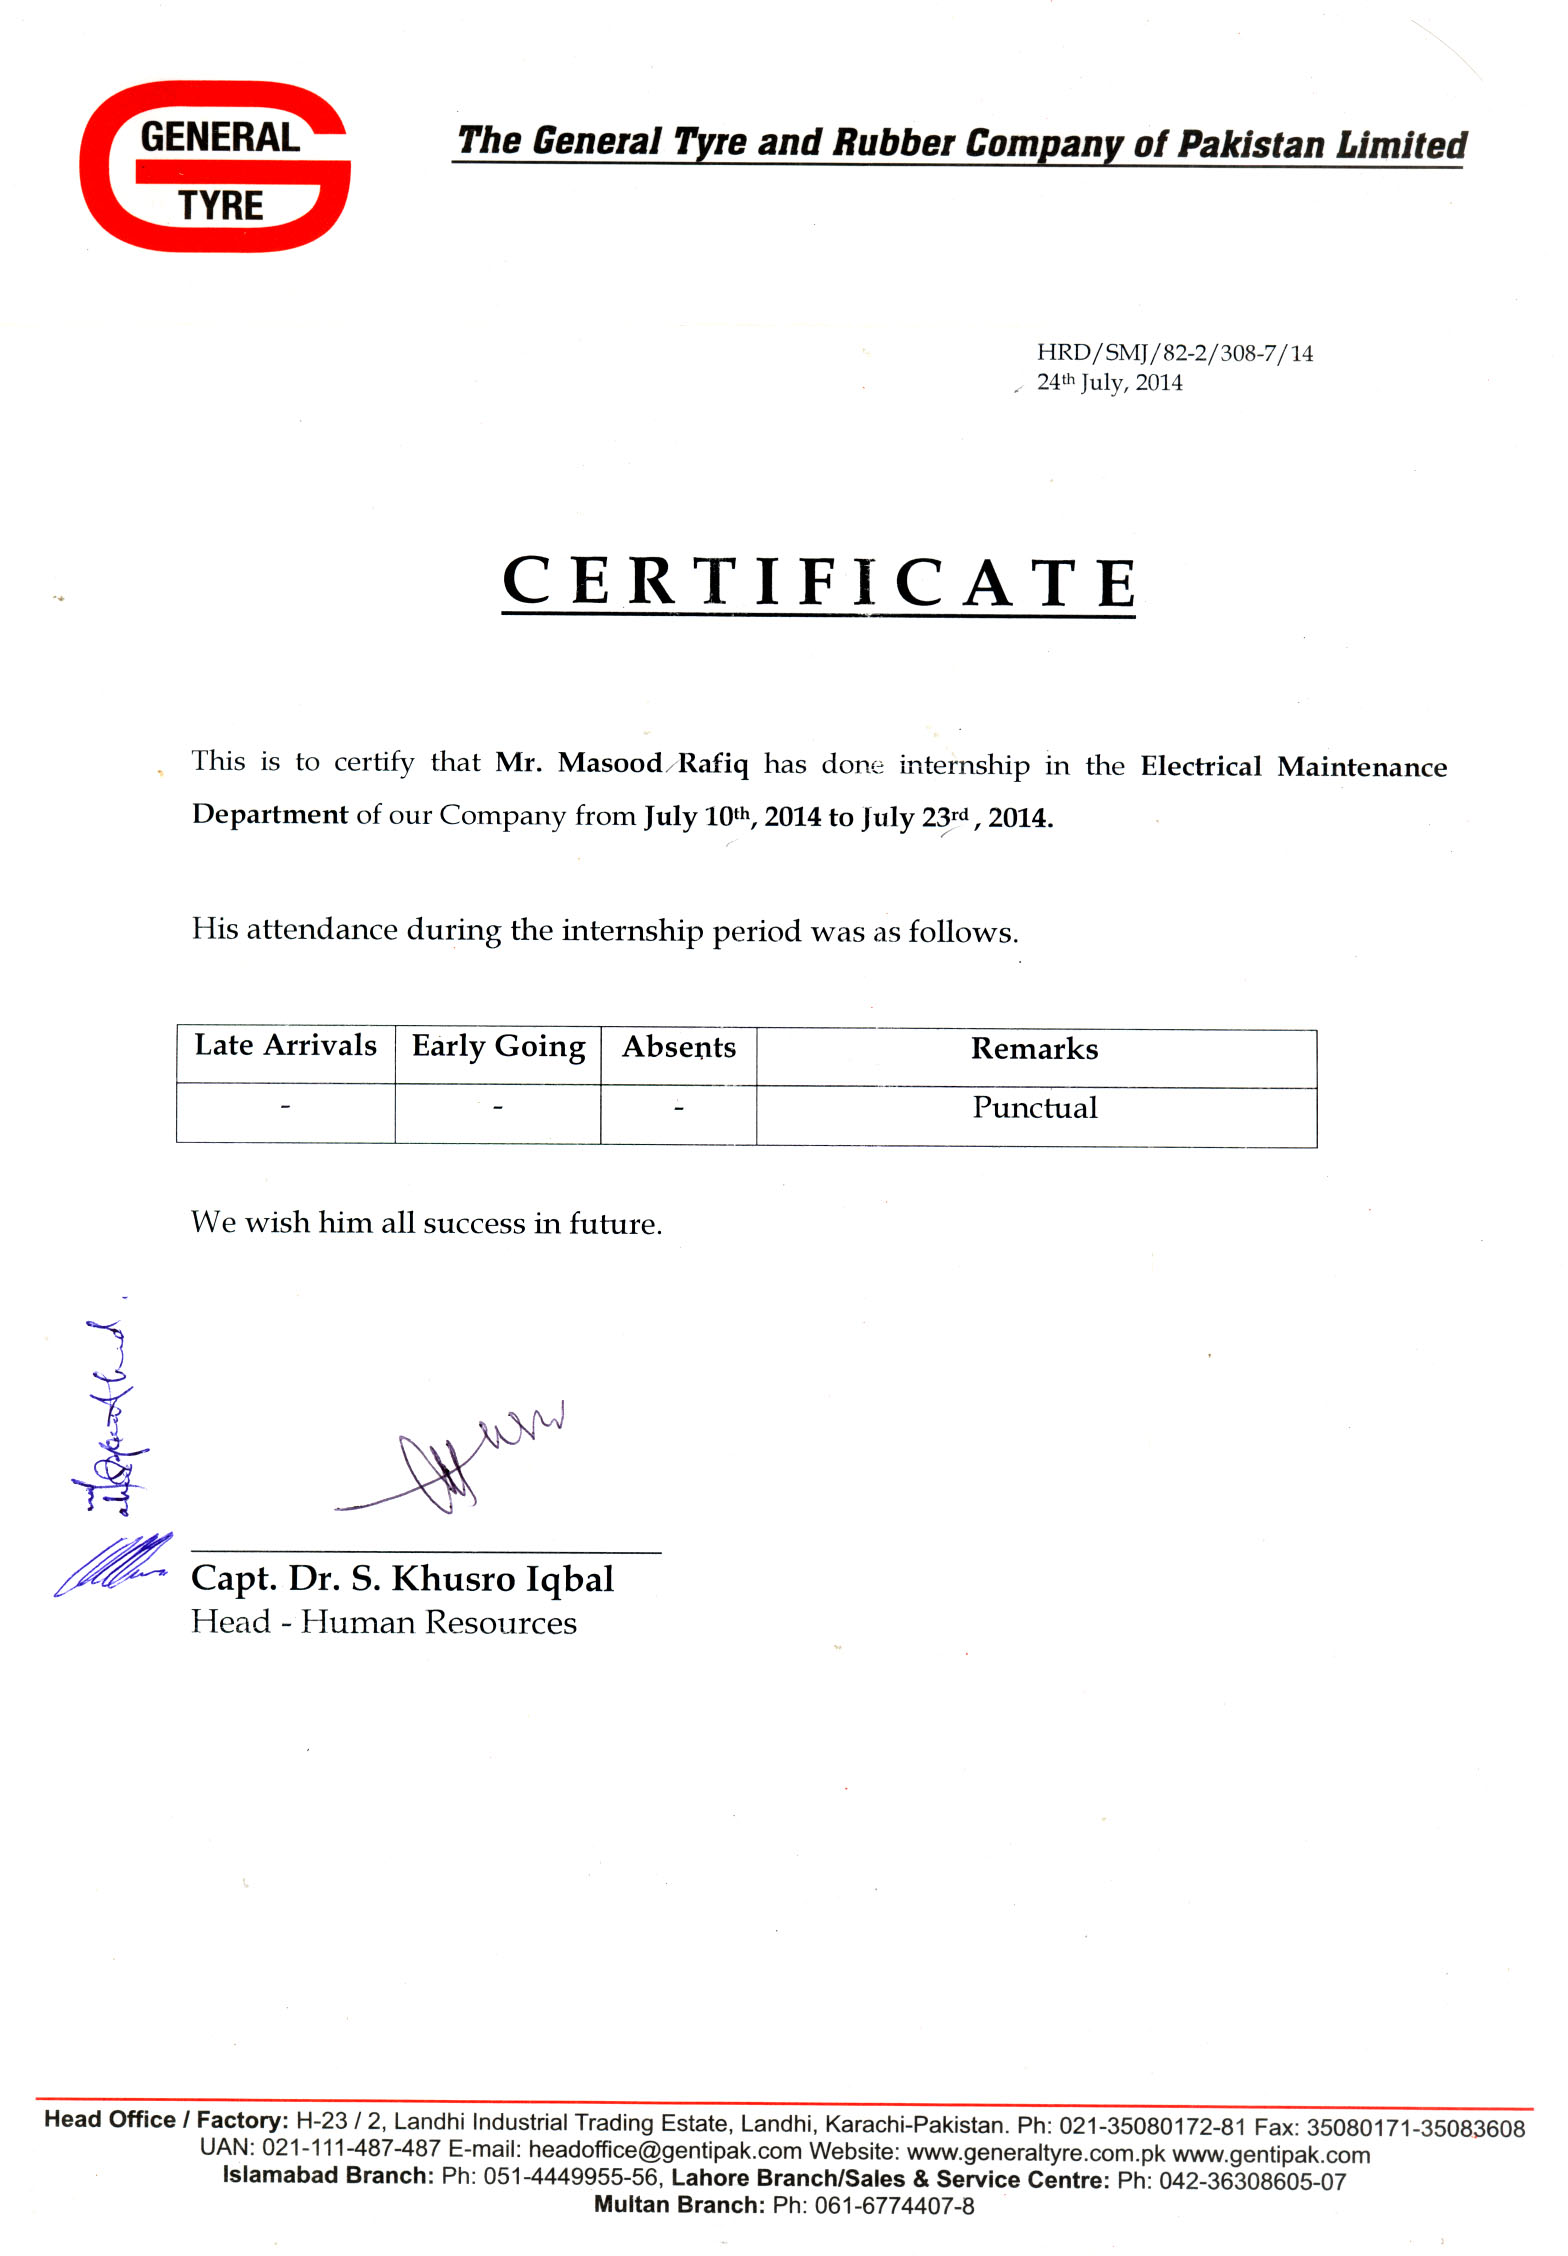 GENERAL
TYRE
The General Tyre and Rubber Company of Pakistan Limited
HRD/SMJ/82-2/308-7/14
24th July, 2014
CERTIFICATE
This is to certify that Mr. Masood Rafiq has done internship in the Electrical Maintenance
Department of our Company from July 10th, 2014 to July 23rd , 2014.
His attendance during the internship period was as follows.
Late Arrivals Early Going Absents Remarks
- - - Punctual
We wish him all success in future.
Capt. Dr. S. Khusro Iqbal
Head - Human Resources
Head Office / Factory: H-23 / 2, Landhi Industrial Trading Estate, Landhi, Karachi-Pakistan. Ph: 021-35080172-81 Fax: 35080171-35083608
UAN: 021-111-487-487 E-mail: headoffice@gentipak.com Website: www.generaltyre.com.pk www.gentipak.com
Islamabad Branch: Ph: 051-4449955-56, Lahore Branch/Sales & Service Centre: Ph: 042-36308605-07
Multan Branch: Ph: 061-6774407-8